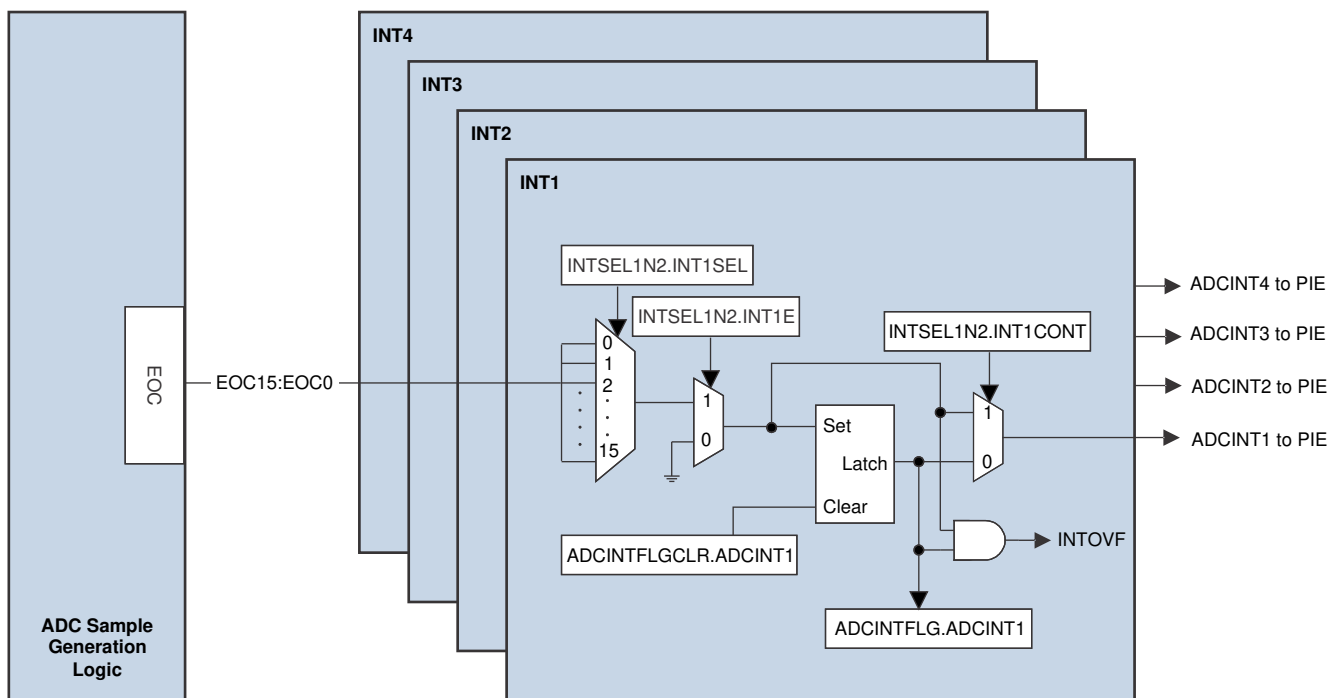 INT4
INT3
INT2
INT1
INTSEL1N2.INT1SEL
INTSEL1N2.INT1E
INTSEL1N2.INT1CONT
ADCINT4 to PIE
ADCINT3 to PIE
ADCINT2 to PIE
ADCINT1 to PIE
EOC
EOC15:EOC0
0
1
2
15
1
0
Set
Latch
Clear
1
0
ADCINTFLGCLR.ADCINT1
INTOVF
ADCINTFLG.ADCINT1
ADC Sample
Generation
Logic